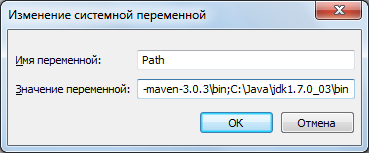 Изменение системной переменной
Имя переменной: Path
Значение переменной: -maven-3.0.3\bin;C:\Java\jdk1.7.0_03\bin
OK Отмена